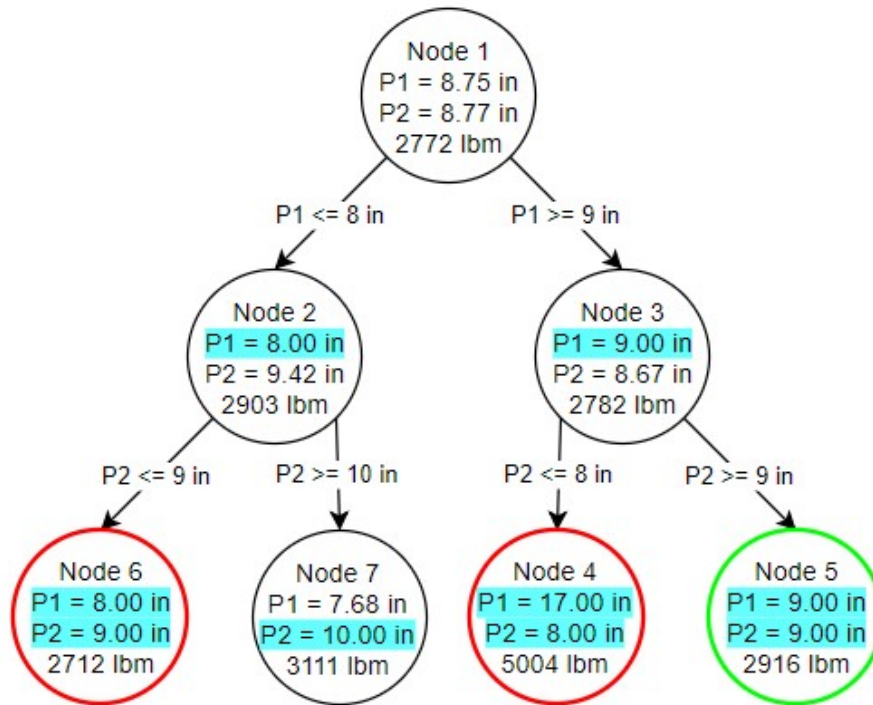 Node 1
P1 = 8.75 in
P2 = 8.77 in
2772 lbm
P1 <= 8 in
P1 >= 9 in
Node 2
P1 = 8.00 in
P2 = 9.42 in
2903 lbm
Node 3
P1 = 9.00 in
P2 = 8.67 in
2782 lbm
P2 <= 9 in
P2 >= 10 in
P2 <= 8 in
P2 >= 9 in
Node 6
P1 = 8.00 in
P2 = 9.00 in
2712 lbm
Node 7
P1 = 7.68 in
P2 = 10.00 in
3111 lbm
Node 4
P1 = 17.00 in
P2 = 8.00 in
5004 lbm
Node 5
P1 = 9.00 in
P2 = 9.00 in
2916 lbm